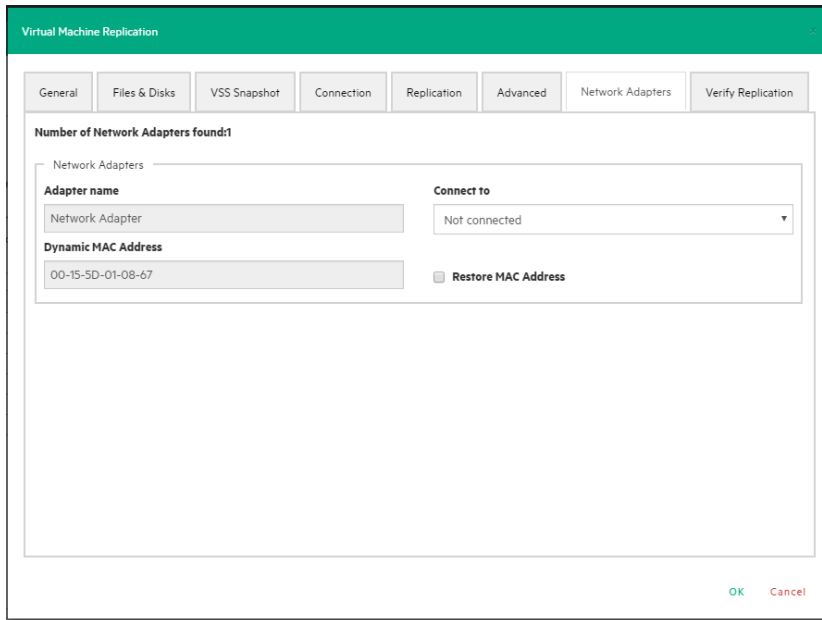 Virtual Machine Replication
General Files & Disks VSS Snapshot Connection Replication Advanced Network Adapters Verify Replication
Number of Network Adapters found:1
Network Adapters
Adapter name Connect to
Network Adapter Not connected
Dynamic MAC Address
00-15-5D-01-08-67 Restore MAC Address
OK Cancel